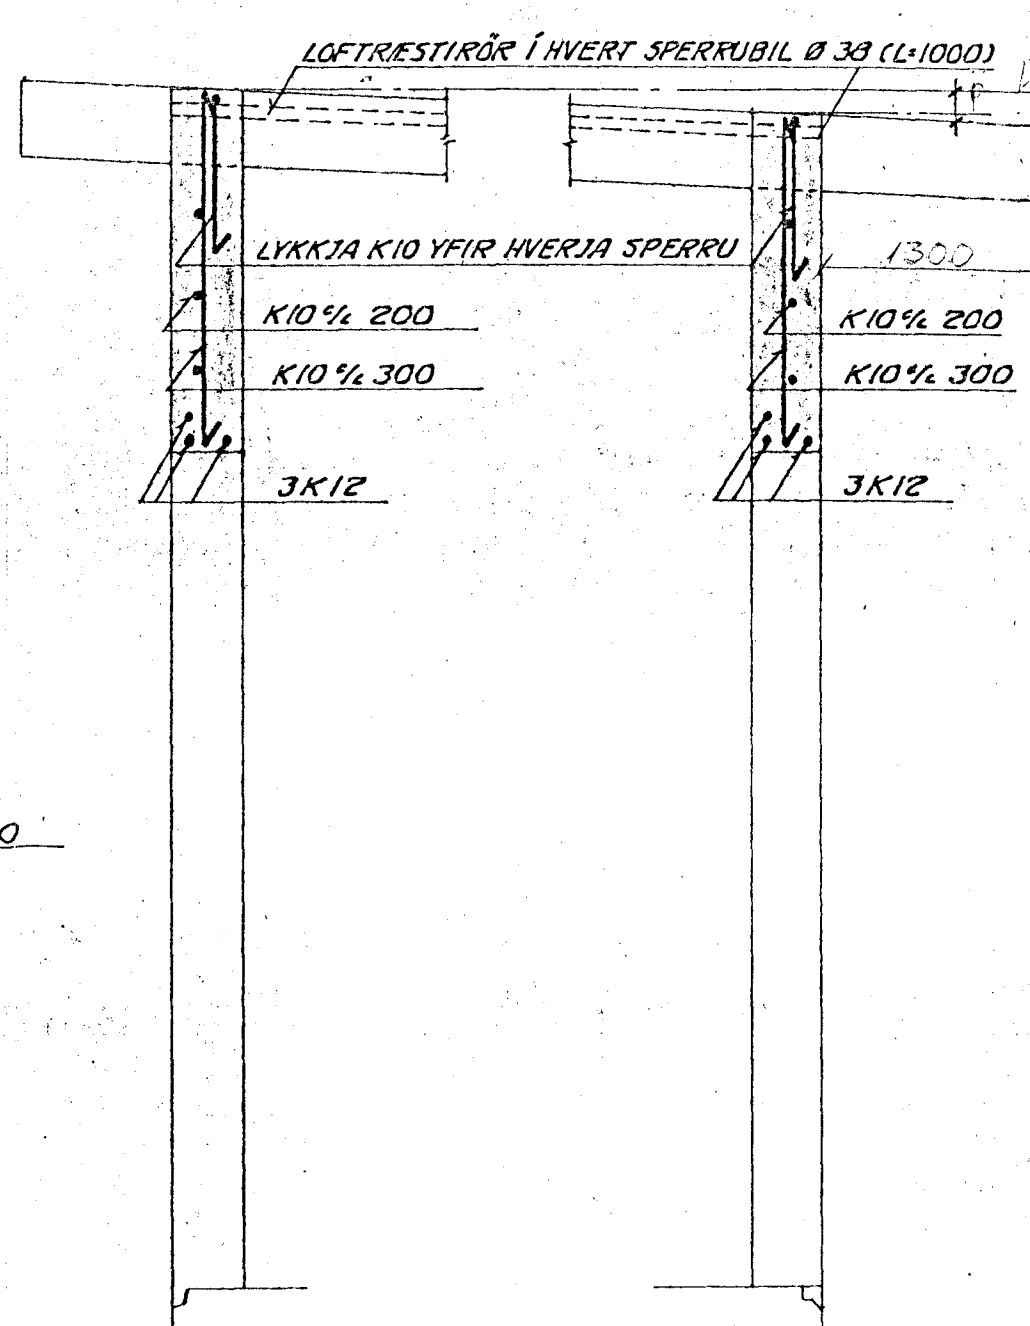 LOFTRÆSTIRÖR Í HVERT SPERRUBIL Ø 38 (L=1000)
LYKKJA K10 YFIR HVERJA SPERRU
1300
K10 c/c 200
K10 c/c 200
K10 c/c 300
K10 c/c 300
3K12
3K12
0